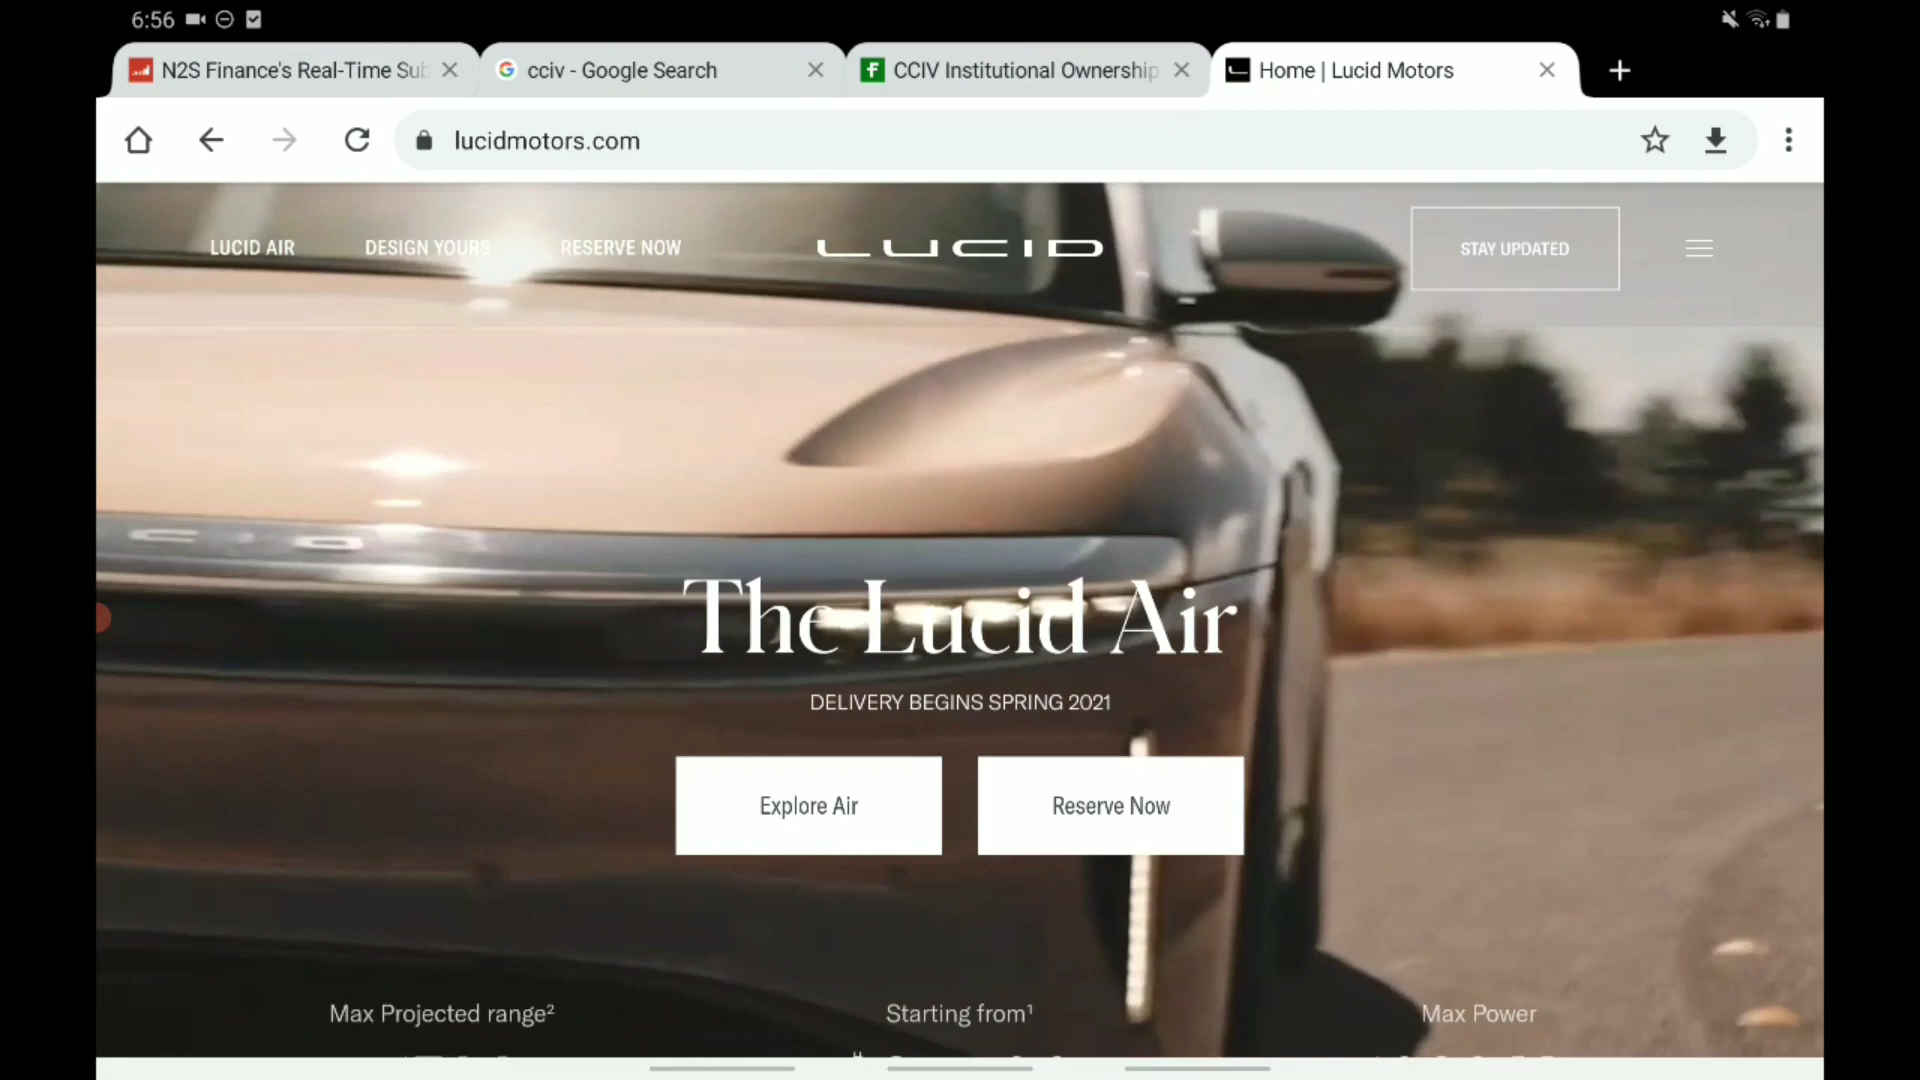 6:56
N2S Finance's Real-Time Sub
cciv - Google Search
CCIV Institutional Ownership
Home | Lucid Motors
lucidmotors.com
LUCID AIR
DESIGN YOURS
RESERVE NOW
LUCID
STAY UPDATED
The Lucid Air
DELIVERY BEGINS SPRING 2021
Explore Air
Reserve Now
Max Projected range²
Starting from¹
Max Power